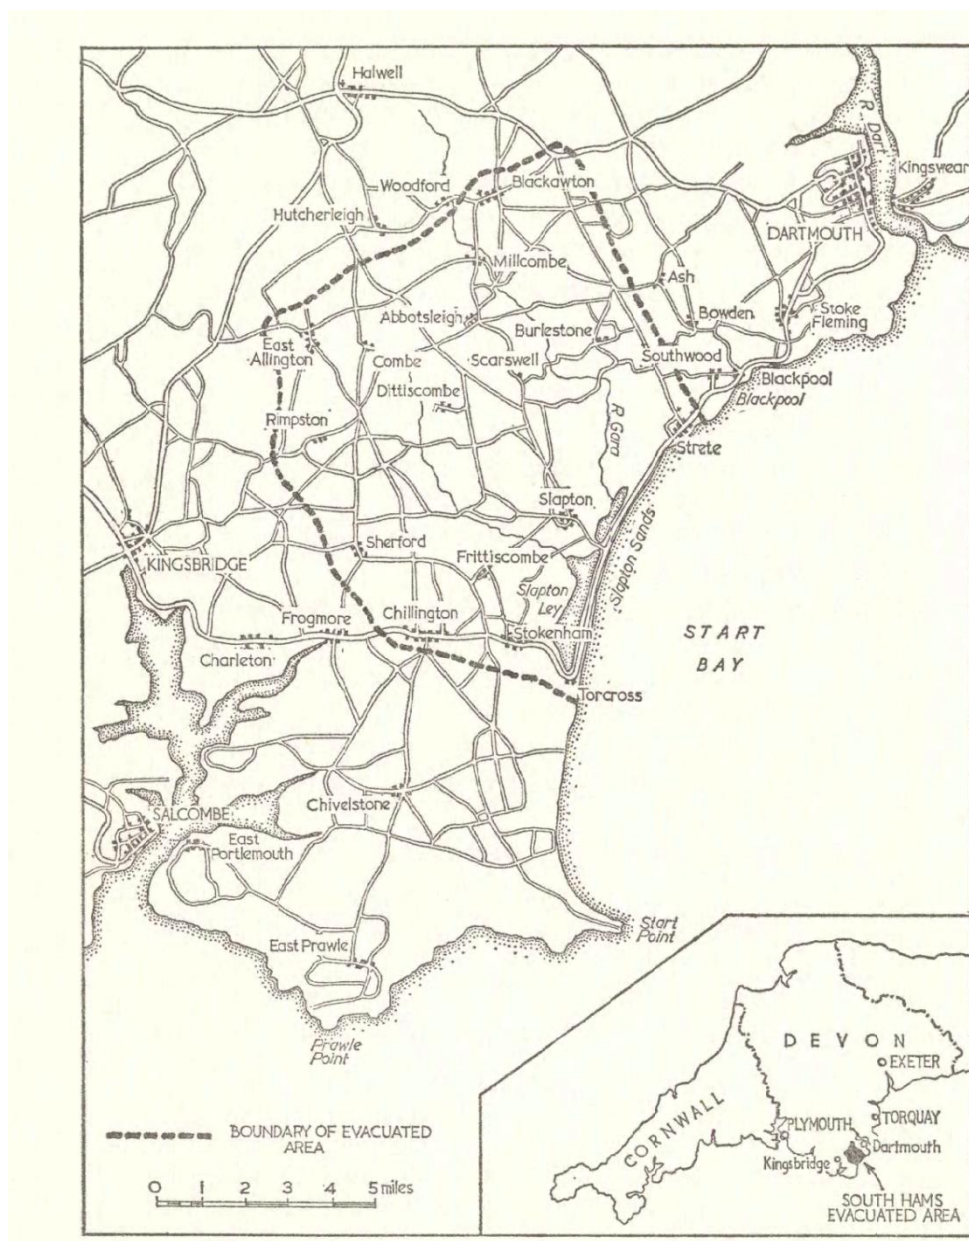 Halwell
R Dart
Kingswear
Woodford
Blackawton
Hutcherleigh
DARTMOUTH
Millcombe
Ash
Abbotsleigh
Bowden
Stoke
Fleming
Burlestone
East
Allington
Combe
Scarswell
Southwood
Blackpool
Blackpool
Dittiscombe
Rimpston
R Gara
Strete
Slapton
Slapton Sands
Sherford
KINGSBRIDGE
Frittiscombe
Slapton
Ley
Frogmore
Chillington
Stokenham
START
BAY
Charleton
Torcross
Chivelstone
SALCOMBE
East
Portlemouth
Start
Point
East Prawle
Prawle
Point
BOUNDARY OF EVACUATED
AREA
0 1 2 3 4 5 miles
DEVON
EXETER
CORNWALL
TORQUAY
PLYMOUTH
Dartmouth
Kingsbridge
SOUTH HAMS
EVACUATED AREA